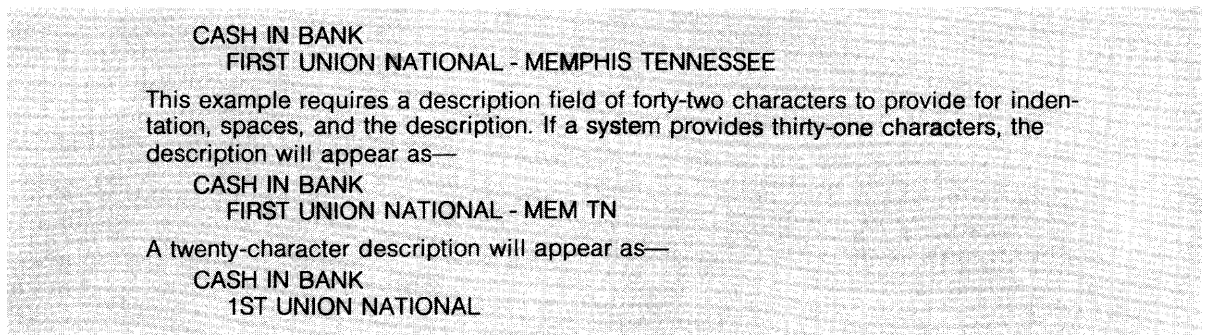 CASH IN BANK
FIRST UNION NATIONAL - MEMPHIS TENNESSEE
This example requires a description field of forty-two characters to provide for inden-
tation, spaces, and the description. If a system provides thirty-one characters, the
description will appear as—
CASH IN BANK
FIRST UNION NATIONAL - MEM TN
A twenty-character description will appear as—
CASH IN BANK
1ST UNION NATIONAL